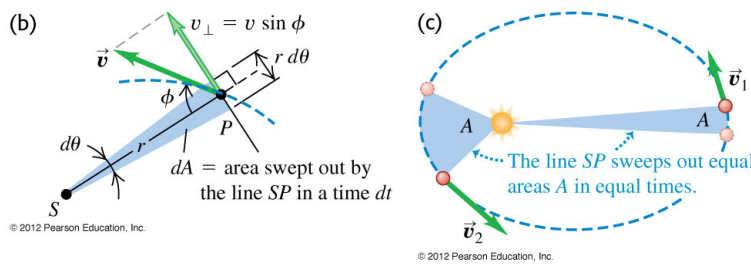 (b)
v⊥ = v sin ϕ
v⃗
r dθ
ϕ
P
dθ
r
dA = area swept out by
the line SP in a time dt
S
© 2012 Pearson Education, Inc.
(c)
v⃗1
A
A
The line SP sweeps out equal
areas A in equal times.
v⃗2
© 2012 Pearson Education, Inc.